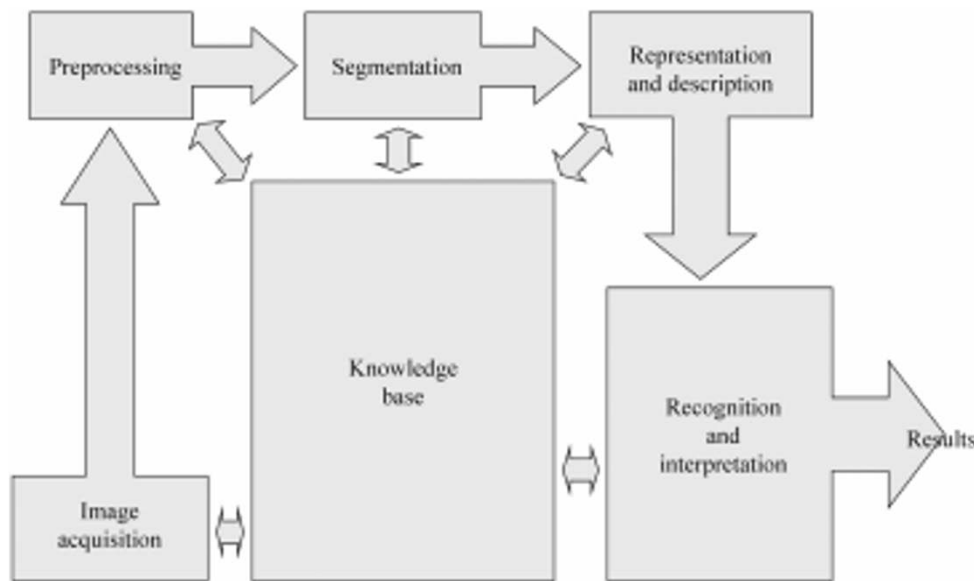 Preprocessing
Segmentation
Representation
and description
Knowledge
base
Recognition
and
interpretation
Results
Image
acquisition